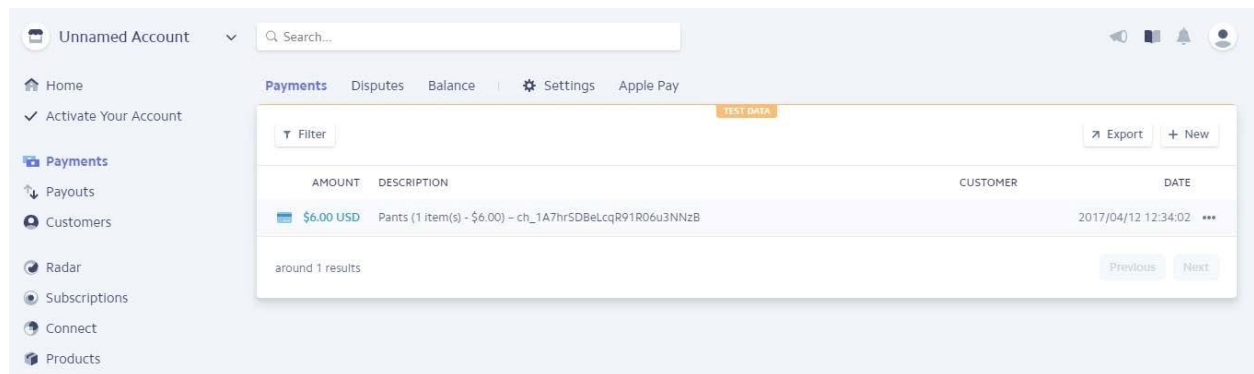 Unnamed Account
Search...
Home
Activate Your Account
Payments
Payouts
Customers
Radar
Subscriptions
Connect
Products
Payments Disputes Balance Settings Apple Pay
TEST DATA
Filter
Export + New
AMOUNT DESCRIPTION CUSTOMER DATE
$6.00 USD Pants (1 item(s) - $6.00) – ch_1A7hrSDBeLcqR91R06u3NNzB 2017/04/12 12:34:02 •••
around 1 results
Previous Next